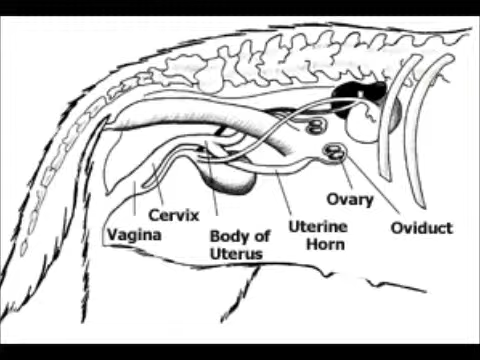 Ovary
Oviduct
Uterine
Horn
Body of
Uterus
Cervix
Vagina